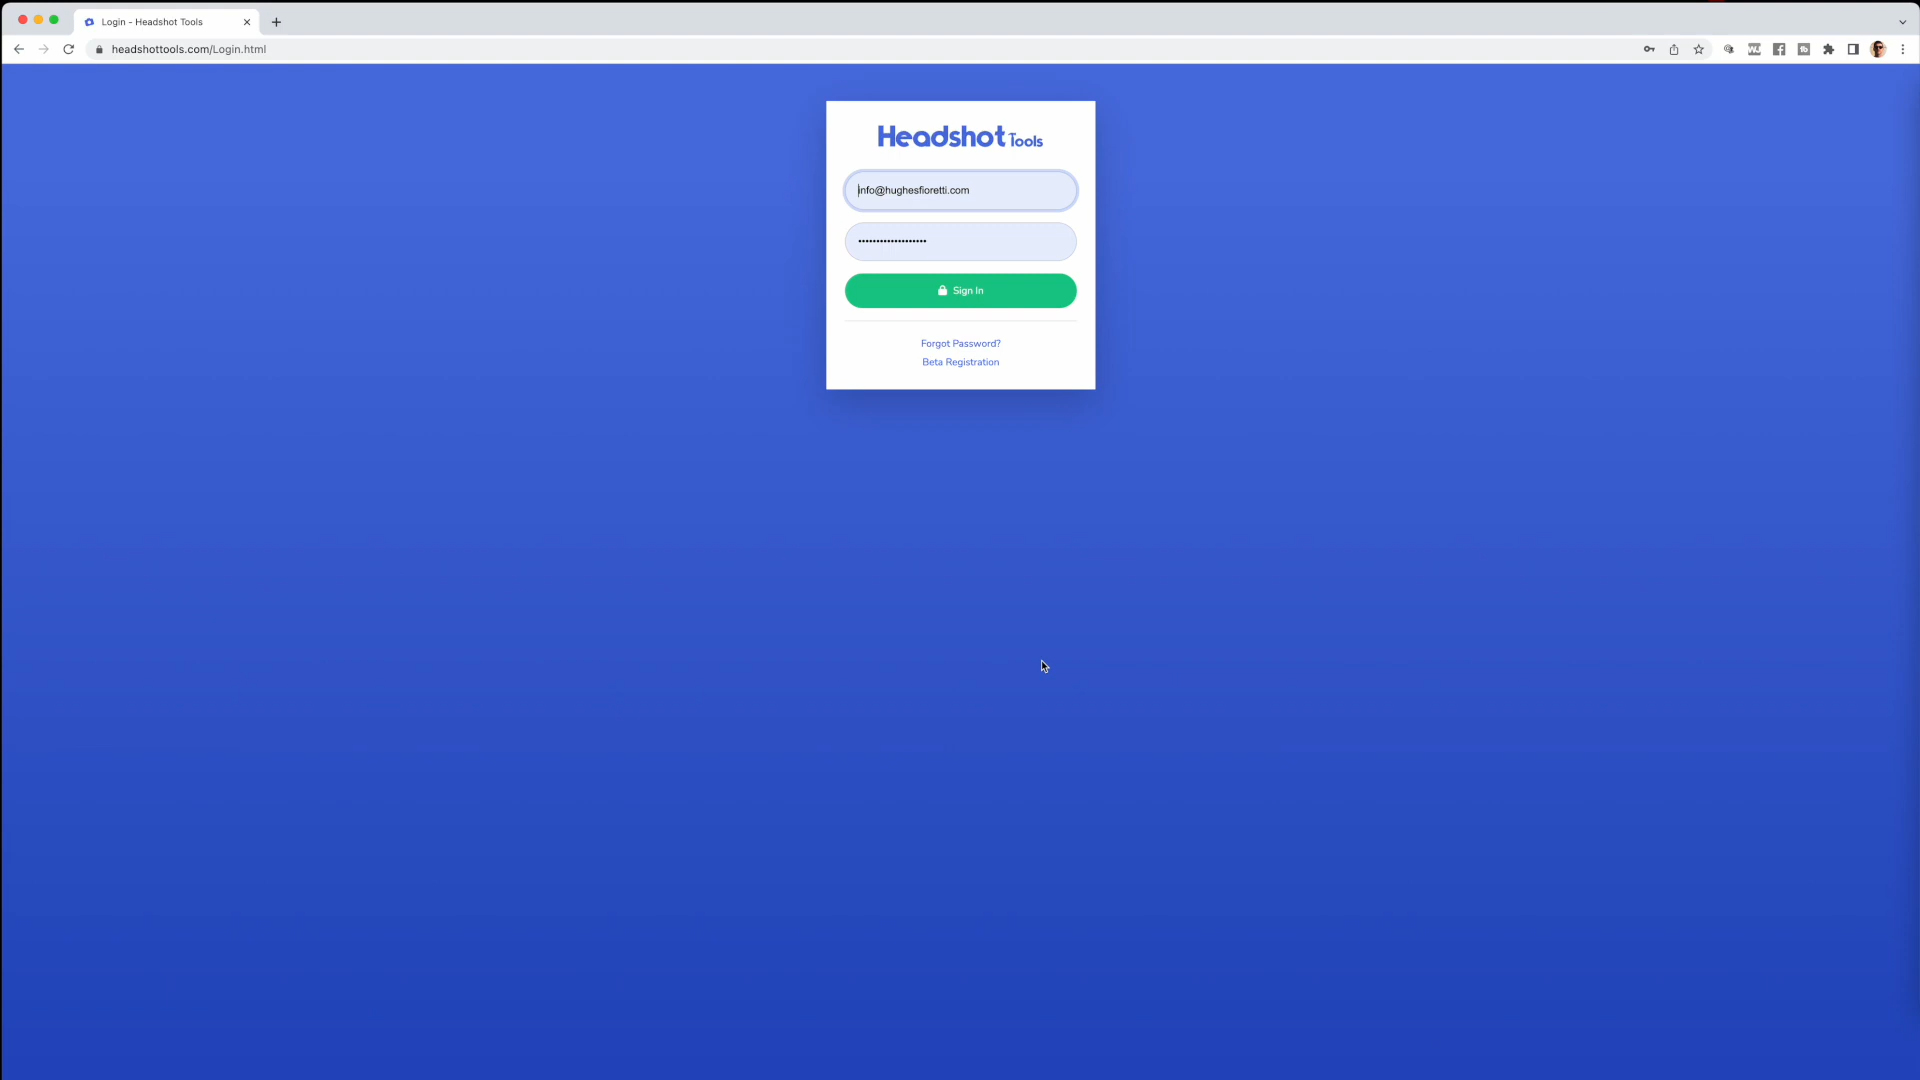 Login - Headshot Tools
headshottools.com/Login.html
Headshot Tools
info@hughesfioretti.com
•••••••••••••••••••
Sign In
Forgot Password?
Beta Registration